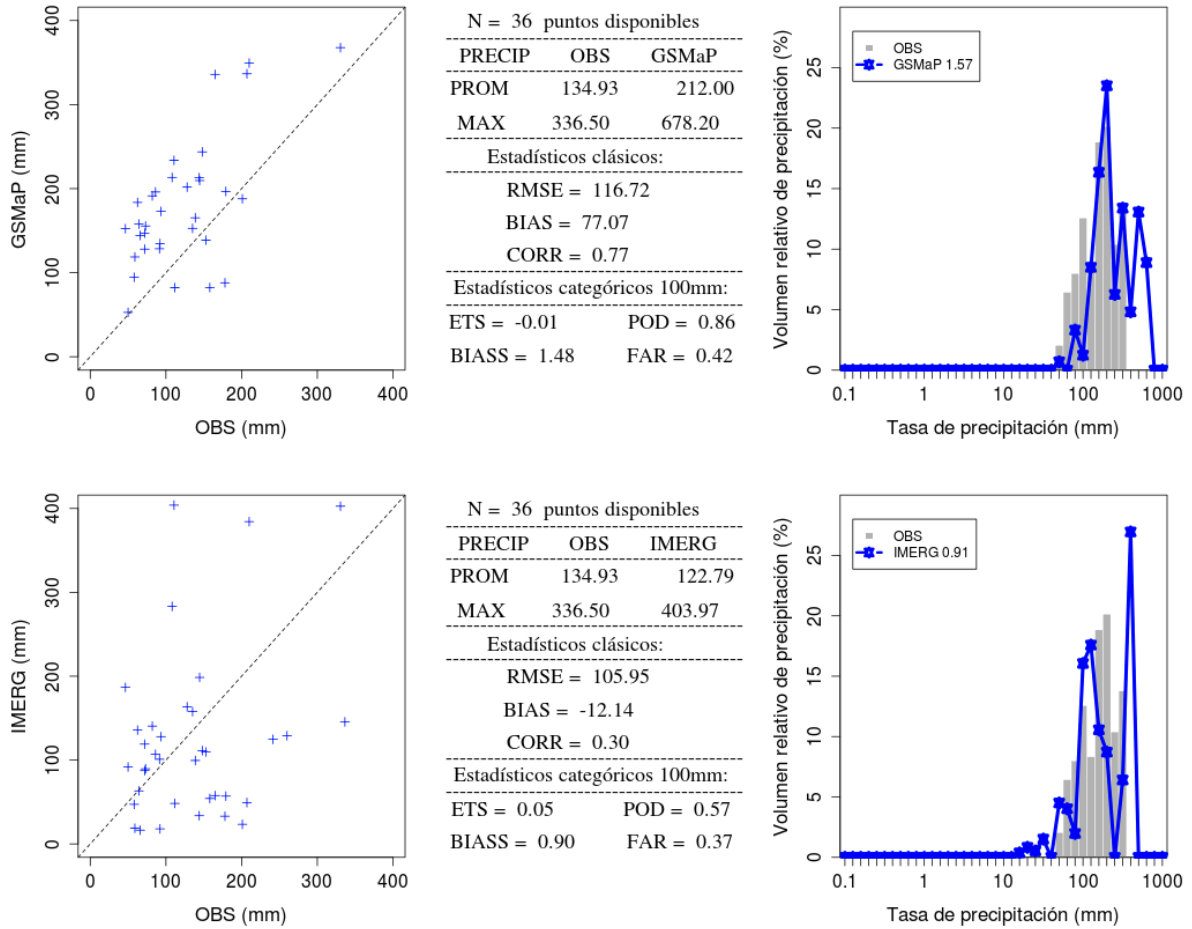 GSMaP (mm)
400
300
200
100
0
0 100 200 300 400
OBS (mm)
N = 36 puntos disponibles
PRECIP OBS GSMaP
PROM 134.93 212.00
MAX 336.50 678.20
Estadísticos clásicos:
RMSE = 116.72
BIAS = 77.07
CORR = 0.77
Estadísticos categóricos 100mm:
ETS = -0.01 POD = 0.86
BIASS = 1.48 FAR = 0.42
Volumen relativo de precipitación (%)
25
20
15
10
5
0
OBS
GSMaP 1.57
0.1 1 10 100 1000
Tasa de precipitación (mm)
IMERG (mm)
400
300
200
100
0
0 100 200 300 400
OBS (mm)
N = 36 puntos disponibles
PRECIP OBS IMERG
PROM 134.93 122.79
MAX 336.50 403.97
Estadísticos clásicos:
RMSE = 105.95
BIAS = -12.14
CORR = 0.30
Estadísticos categóricos 100mm:
ETS = 0.05 POD = 0.57
BIASS = 0.90 FAR = 0.37
Volumen relativo de precipitación (%)
25
20
15
10
5
0
OBS
IMERG 0.91
0.1 1 10 100 1000
Tasa de precipitación (mm)